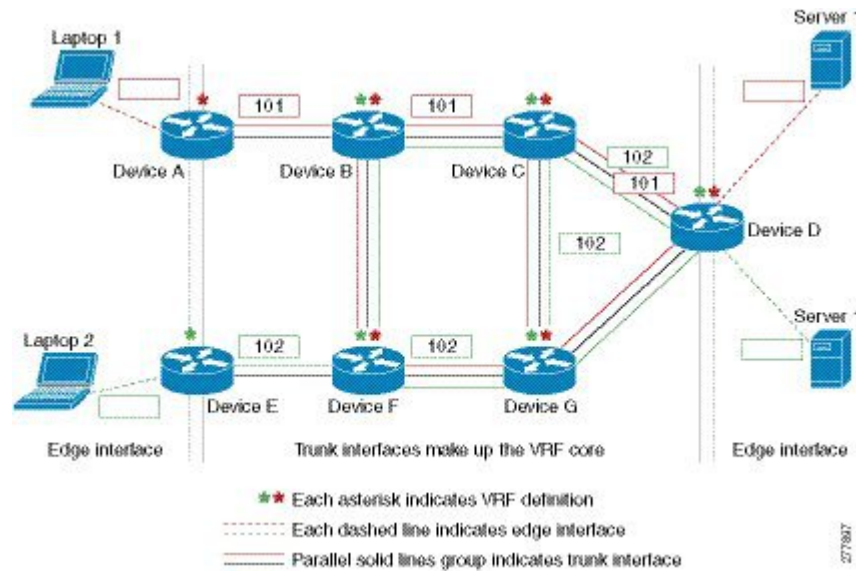 Server 1
Laptop 1
101
101
Device A
Device B
Device C
102
101
Device D
102
Laptop 2
Server 1
102
102
Device E
Device F
Device G
Edge interface
Trunk interfaces make up the VRF core
Edge interface
** Each asterisk indicates VRF definition
Each dashed line indicates edge interface
Parallel solid lines group indicates trunk interface
277897